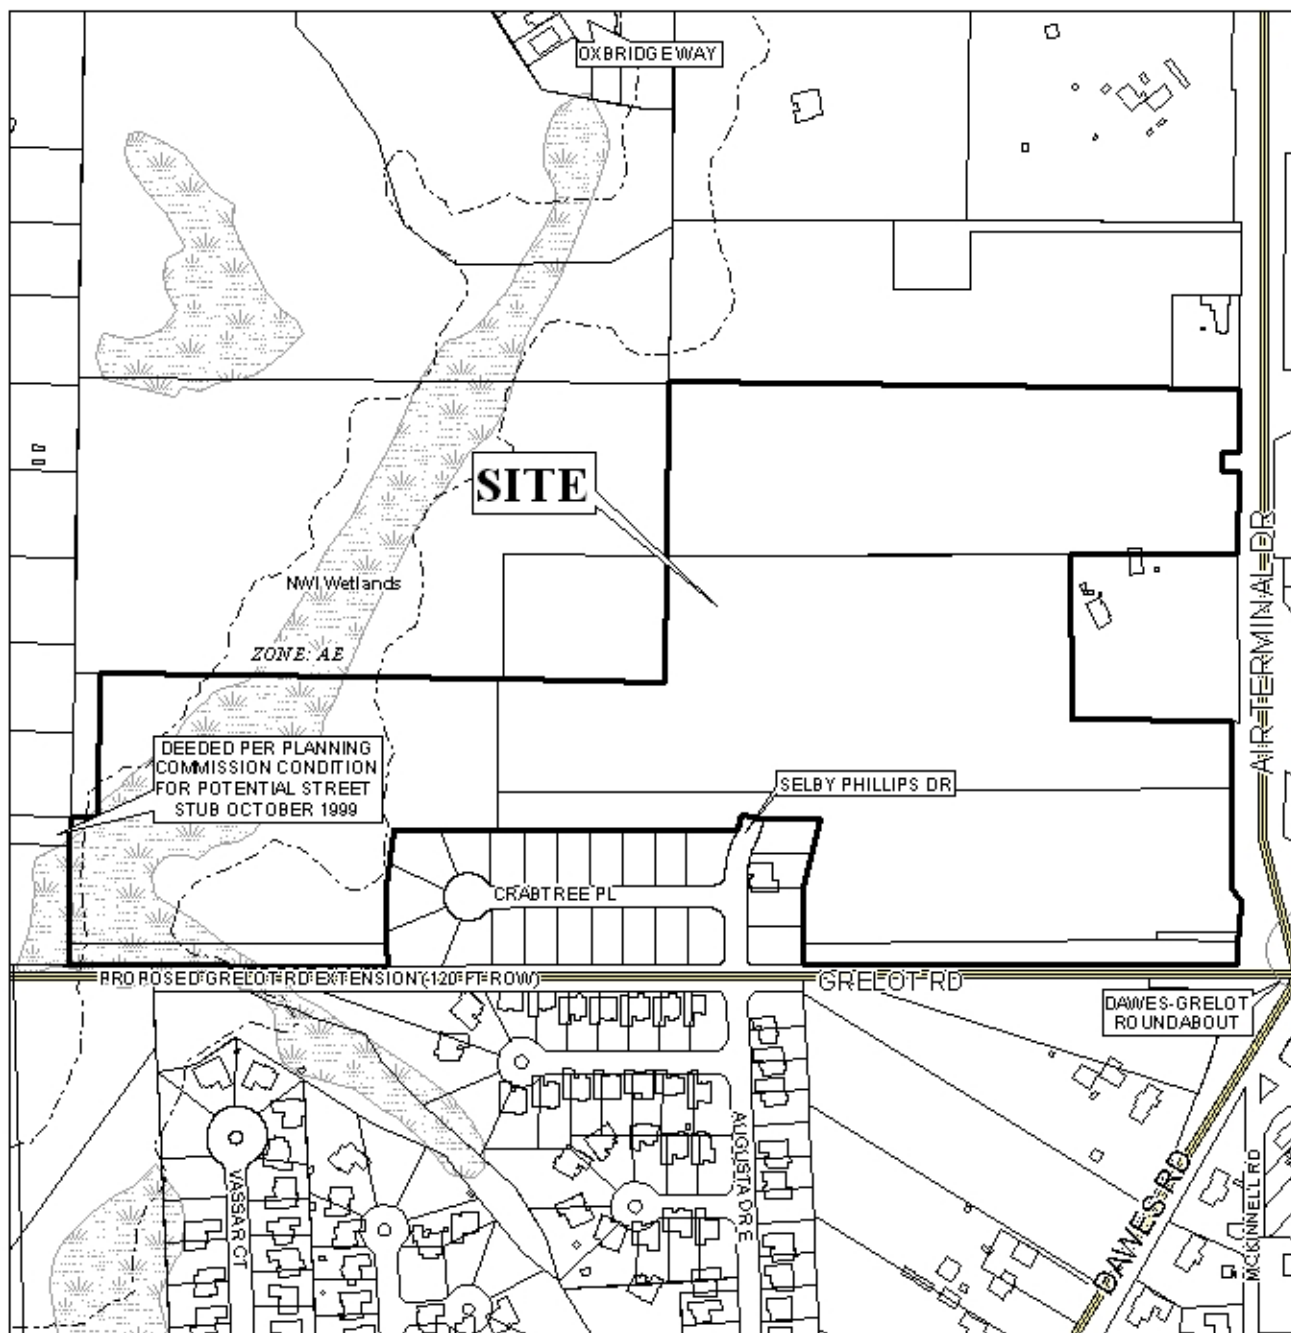 OXBRIDGE WAY
SITE
NWI Wetlands
ZONE: AE
AIR TERMINAL DR
DEEDED PER PLANNING
COMMISSION CONDITION
FOR POTENTIAL STREET
STUB OCTOBER 1999
SELBY PHILLIPS DR
CRABTREE PL
PROPOSED GRELOT RD EXTENSION (-120 FT ROW)
GRELOT RD
DAWES-GRELOT
ROUNDABOUT
AUGUSTA DR E
VASSAR CT
DAWES RD
MCKINNELL RD